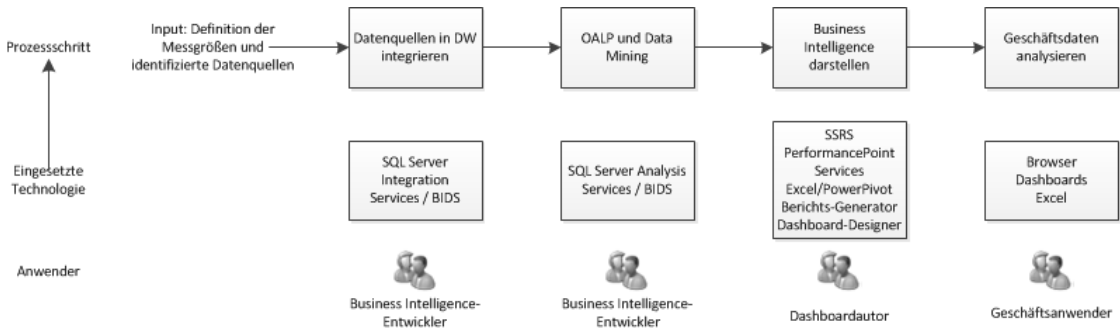 Prozessschritt
Input: Definition der
Messgrößen und
identifizierte Datenquellen
Datenquellen in DW
integrieren
OALP und Data
Mining
Business
Intelligence
darstellen
Geschäftsdaten
analysieren
Eingesetzte
Technologie
SQL Server
Integration
Services / BIDS
SQL Server Analysis
Services / BIDS
SSRS
PerformancePoint
Services
Excel/PowerPivot
Berichts-Generator
Dashboard-Designer
Browser
Dashboards
Excel
Anwender
Business Intelligence-
Entwickler
Business Intelligence-
Entwickler
Dashboardautor
Geschäftsanwender